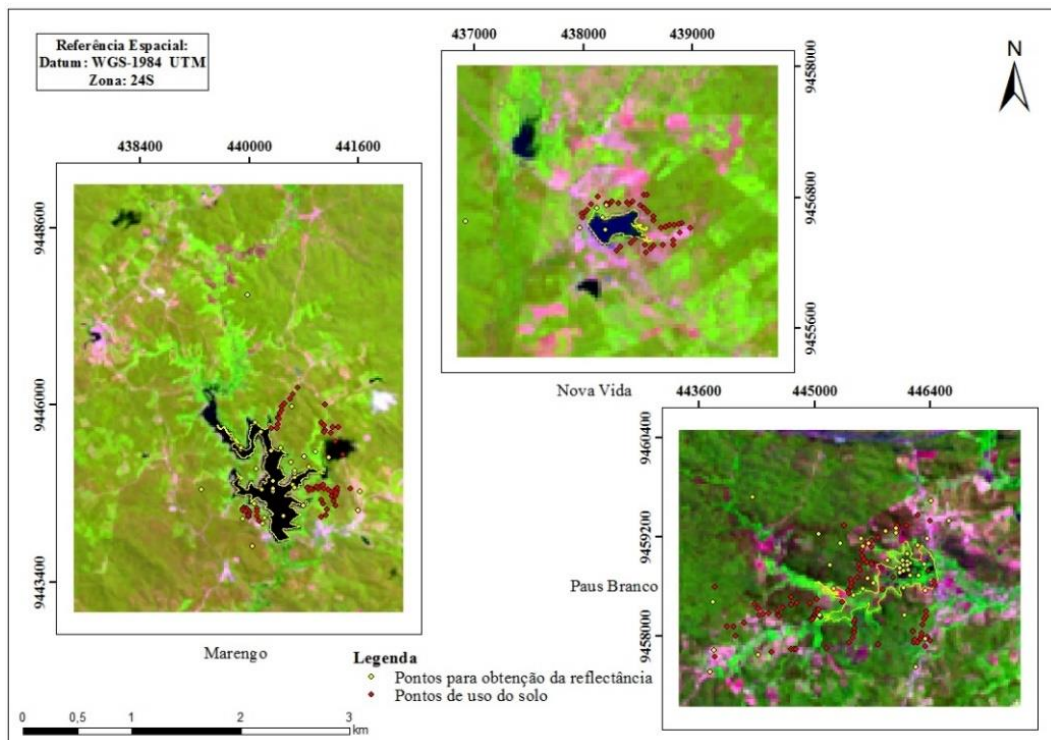 Referência Espacial:
Datum: WGS-1984 UTM
Zona: 24S
437000 438000 439000
N
9458000
9456800
9455600
Nova Vida
438400 440000 441600
9448600
9446000
9443400
Marengo
443600 445000 446400
9460400
9459200
9458000
Paus Branco
Legenda
Pontos para obtenção da reflectância
Pontos de uso do solo
0 0,5 1 2 3
km